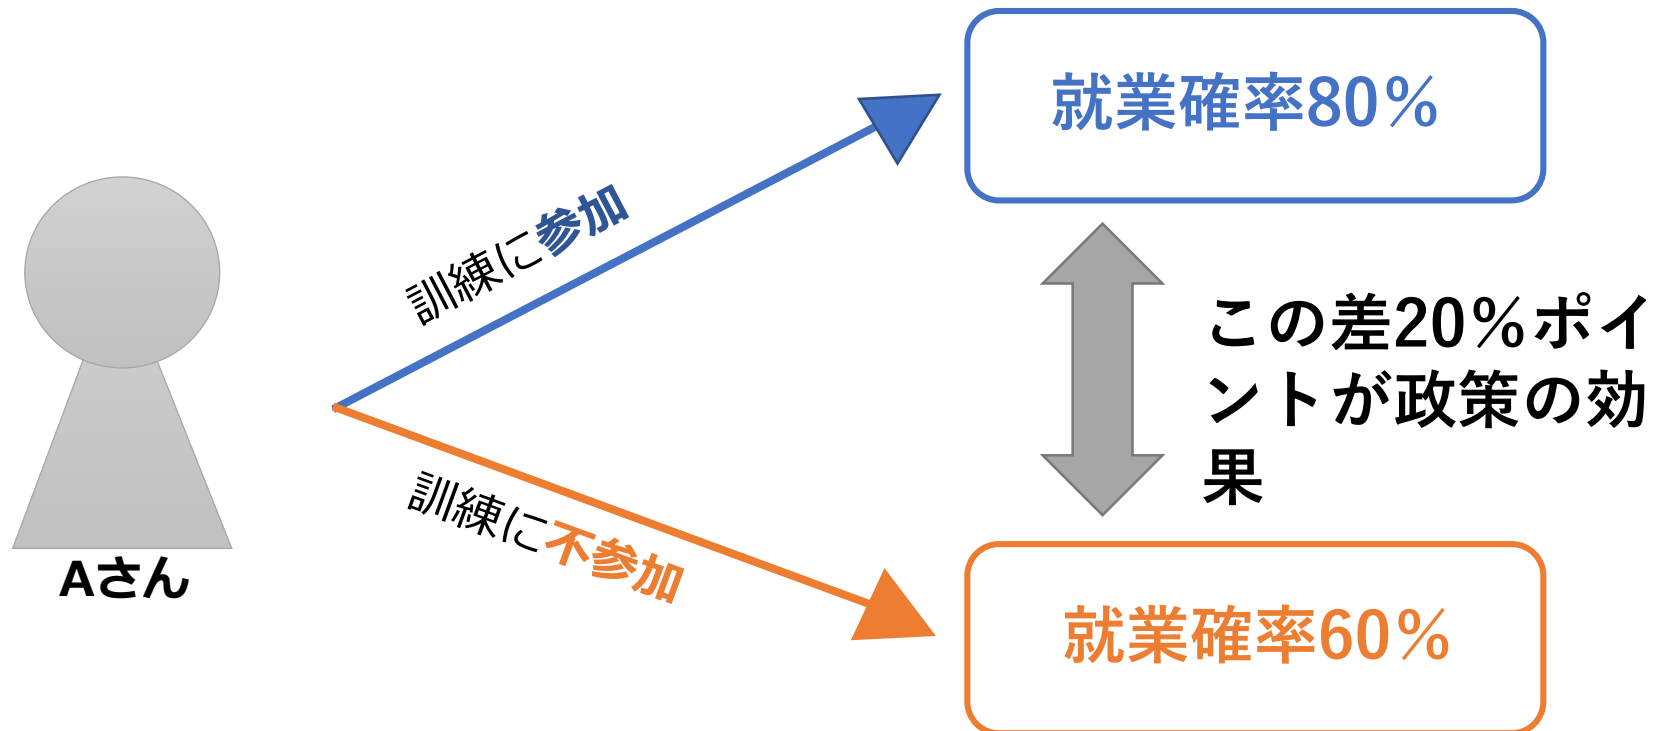 就業確率80%
訓練に参加
この差20%ポイ
ントが政策の効
果
訓練に不参加
Aさん
就業確率60%